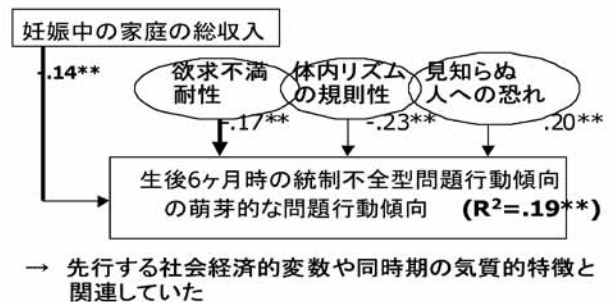 妊娠中の家庭の総収入
-.14**
欲求不満
耐性
体内リズム
の規則性
見知らぬ
人への恐れ
-.17**
-.23**
.20**
生後6ヶ月時の統制不全型問題行動傾向
の萌芽的な問題行動傾向 (R²=.19**)
→ 先行する社会経済的変数や同時期の気質的特徴と
関連していた